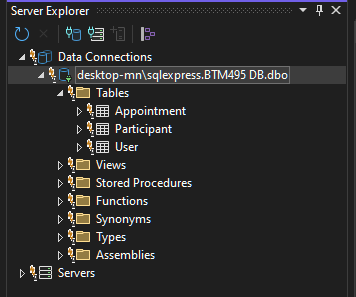 Server Explorer
Data Connections
desktop-mn\sqlexpress.BTM495 DB.dbo
Tables
Appointment
Participant
User
Views
Stored Procedures
Functions
Synonyms
Types
Assemblies
Servers